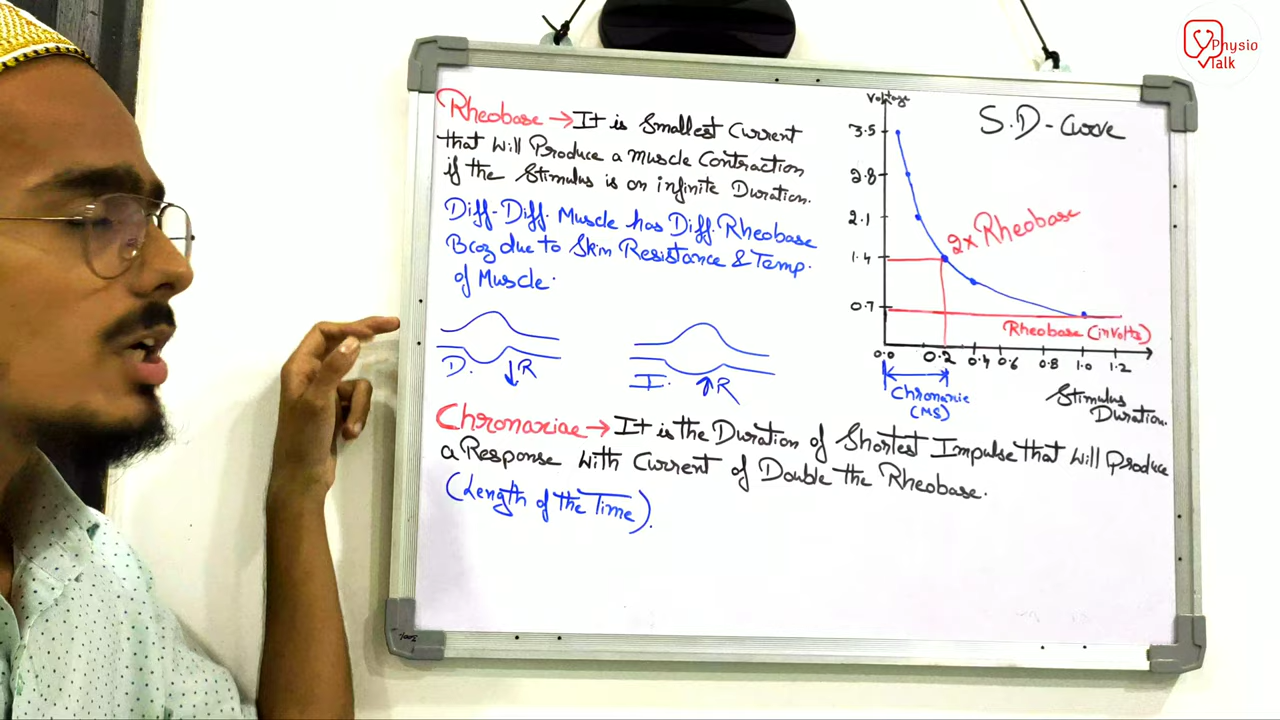 Physio
Talk
Rheobase → It is Smallest Current
that will Produce a Muscle Contraction
if the Stimulus is on infinite Duration.
Diff-Diff. Muscle has Diff. Rheobase
Bcoz due to Skin Resistance & Temp.
of Muscle.
D. ↓R
I. ↑R
S.D-Curve
Voltage
3.5
2.8
2.1
1.4
0.7
2x Rheobase
Rheobase (in Volts)
0.0 0.2 0.4 0.6 0.8 1.0 1.2
Chronaxie
(MS)
Stimulus
Duration.
Chronaxiae → It is the Duration of Shortest Impulse that will Produce
a Response with Current of Double the Rheobase.
(Length of the Time).